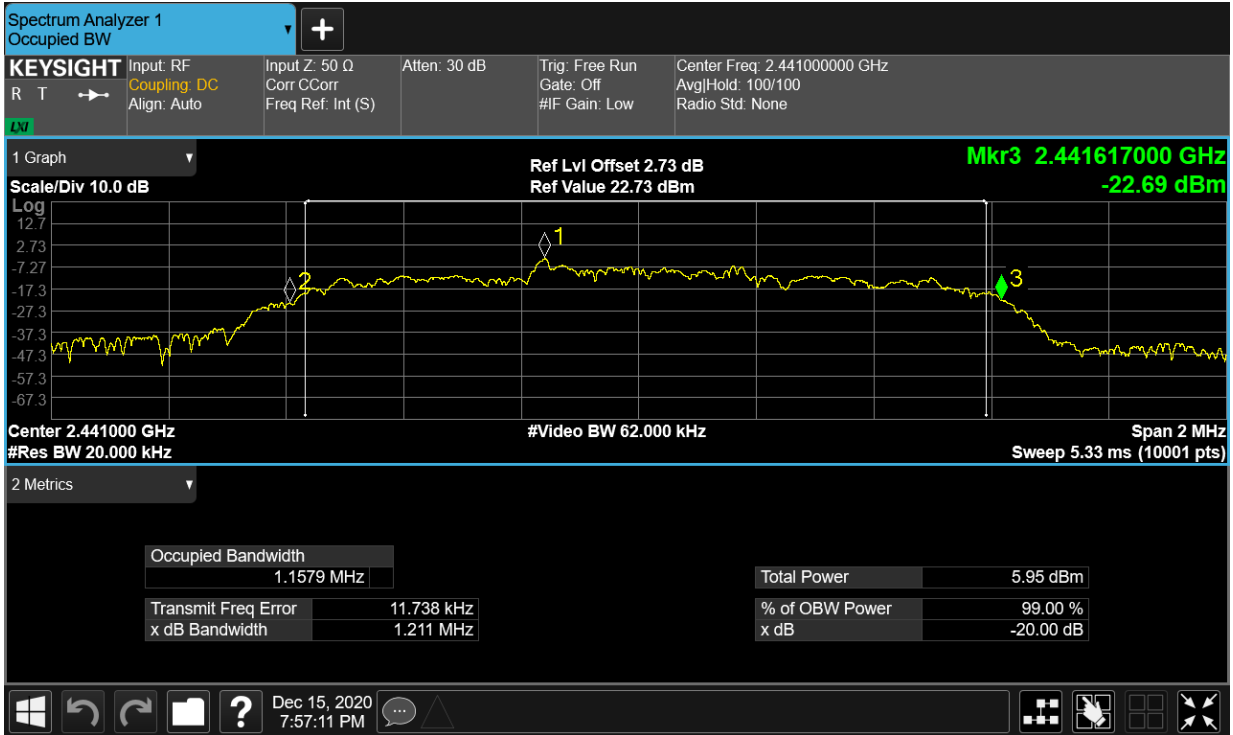 Spectrum Analyzer 1
Occupied BW
KEYSIGHT
R T
LXI
Input: RF
Coupling: DC
Align: Auto
Input Z: 50 Ω
Corr CCorr
Freq Ref: Int (S)
Atten: 30 dB
Trig: Free Run
Gate: Off
#IF Gain: Low
Center Freq: 2.441000000 GHz
Avg|Hold: 100/100
Radio Std: None
1 Graph
Scale/Div 10.0 dB
Ref Lvl Offset 2.73 dB
Ref Value 22.73 dBm
Mkr3 2.441617000 GHz
-22.69 dBm
Log
12.7
2.73
-7.27
-17.3
-27.3
-37.3
-47.3
-57.3
-67.3
1
2
3
Center 2.441000 GHz
#Video BW 62.000 kHz
Span 2 MHz
#Res BW 20.000 kHz
Sweep 5.33 ms (10001 pts)
2 Metrics
Occupied Bandwidth
1.1579 MHz
Transmit Freq Error 11.738 kHz
x dB Bandwidth 1.211 MHz
Total Power 5.95 dBm
% of OBW Power 99.00 %
x dB -20.00 dB
?
Dec 15, 2020
7:57:11 PM